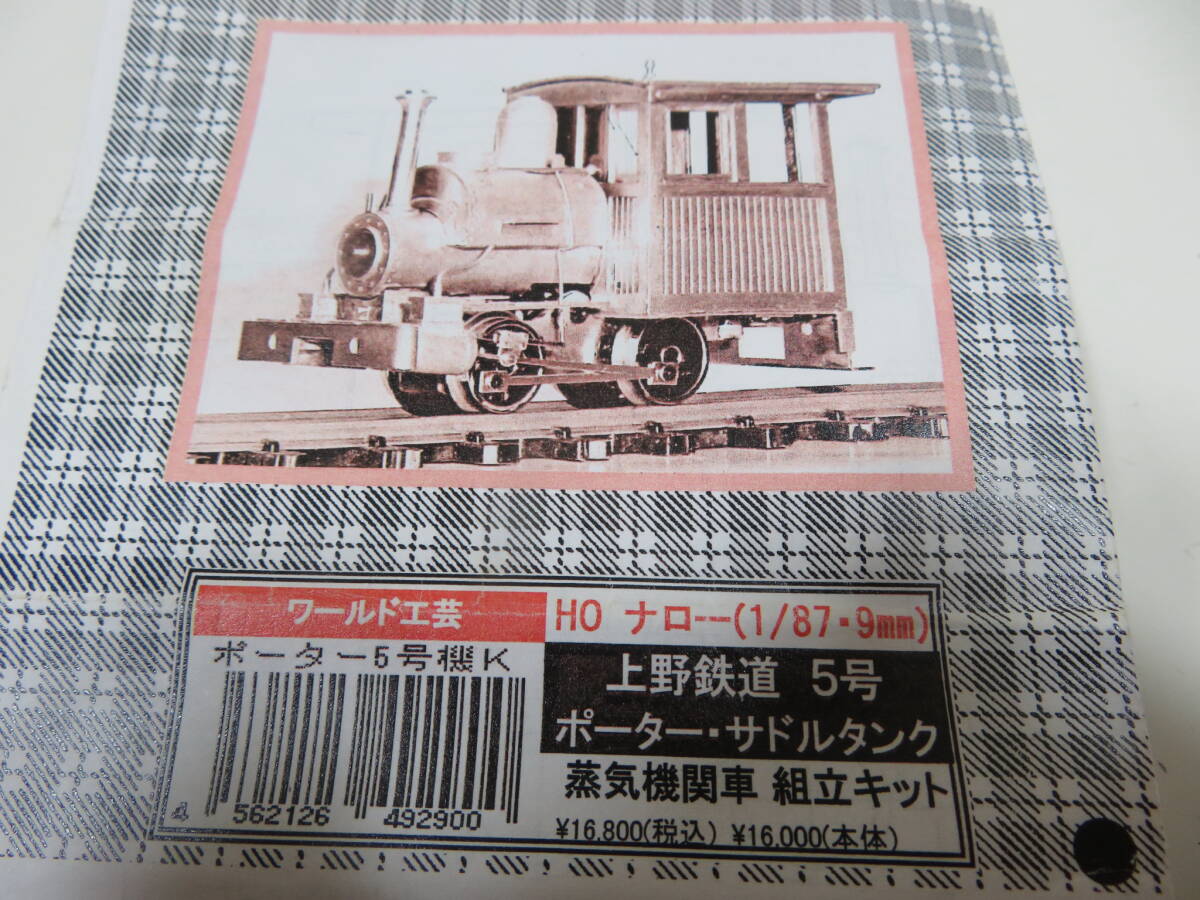 ワールド工芸
ポーター5号機K
4 562126 492900
HO ナロー(1/87・9mm)
上野鉄道 5号
ポーター・サドルタンク
蒸気機関車 組立キット
¥16.800(税込) ¥16.000(本体)